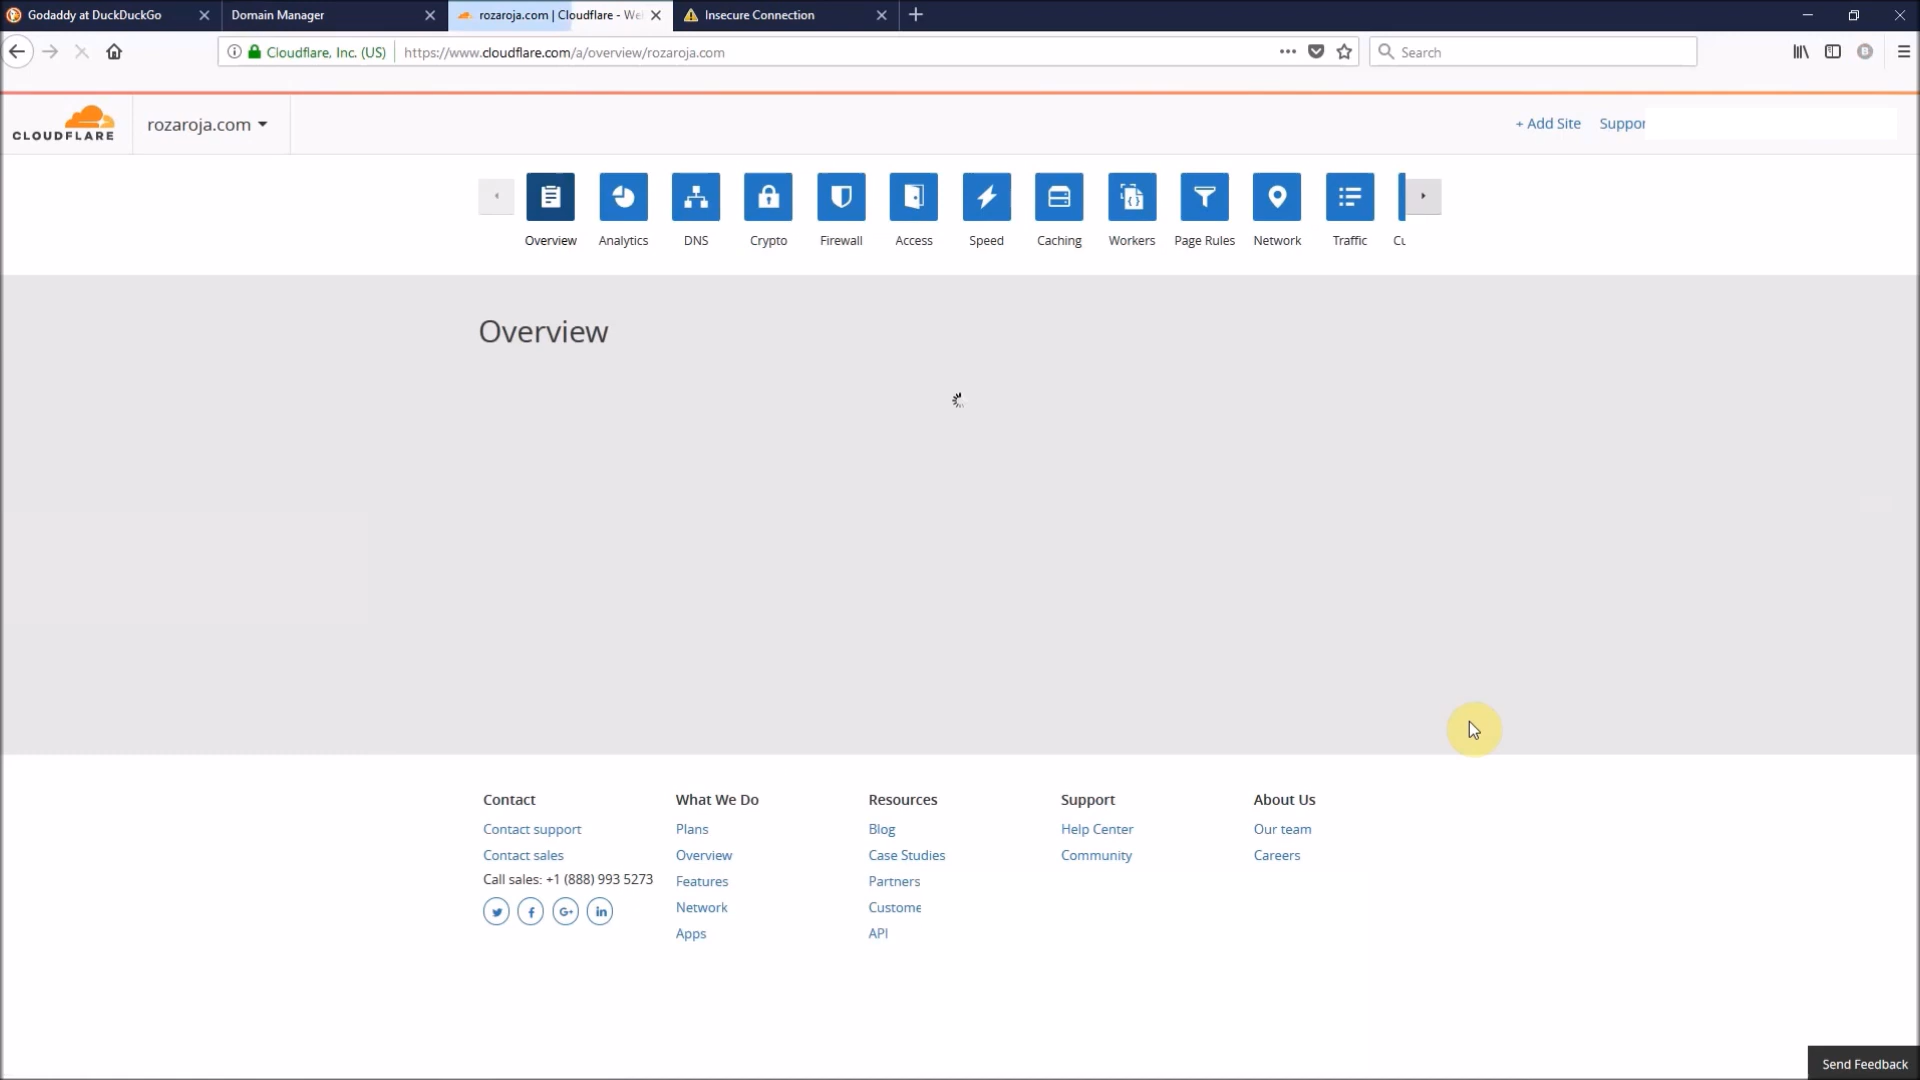 Godaddy at DuckDuckGo
Domain Manager
rozaroja.com | Cloudflare - We
Insecure Connection
Cloudflare, Inc. (US)
https://www.cloudflare.com/a/overview/rozaroja.com
Search
CLOUDFLARE
rozaroja.com
+ Add Site
Suppor
Overview
Analytics
DNS
Crypto
Firewall
Access
Speed
Caching
Workers
Page Rules
Network
Traffic
Cu
Overview
Contact
Contact support
Contact sales
Call sales: +1 (888) 993 5273
What We Do
Plans
Overview
Features
Network
Apps
Resources
Blog
Case Studies
Partners
Custome
API
Support
Help Center
Community
About Us
Our team
Careers
Send Feedback